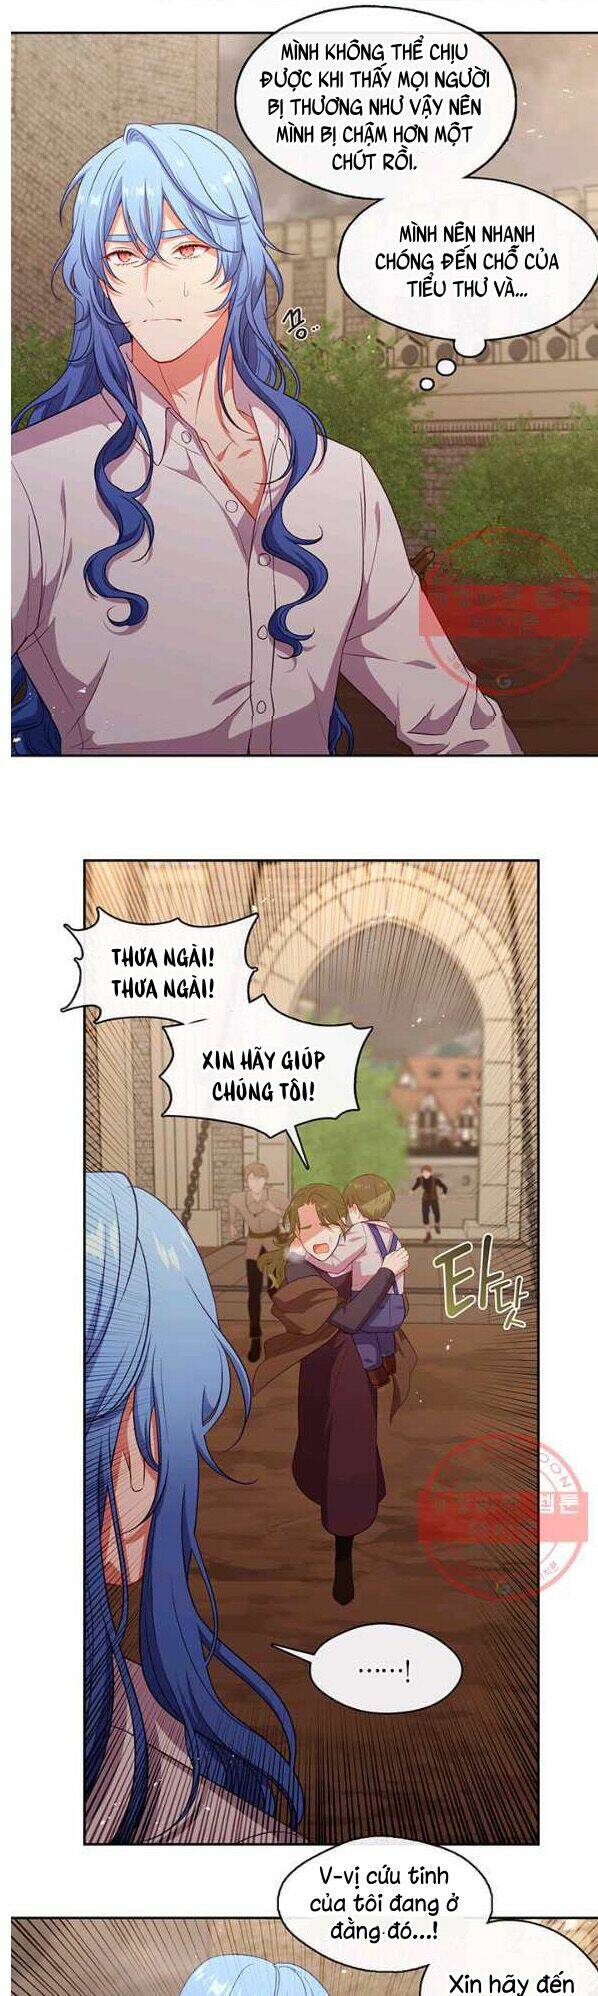 MÌNH KHÔNG THỂ CHỊU
ĐƯỢC KHI THẤY MỌI NGƯỜI
BỊ THƯƠNG NHƯ VẬY NÊN
MÌNH BỊ CHẬM HƠN MỘT
CHÚT RỒI.
MÌNH NÊN NHANH
CHÓNG ĐẾN CHỖ CỦA
TIỂU THƯ VÀ...
끙..
THƯA NGÀI!
THƯA NGÀI!
XIN HÃY GIÚP
CHÚNG TÔI!
타닷
......!
V-vị cứu tinh
của tôi đang ở
đằng đó...!
Xin hãy đến